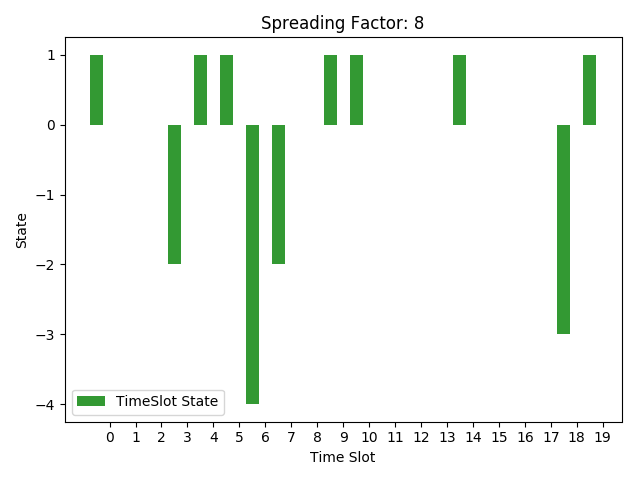 Spreading Factor: 8
1
0
−1
−2
−3
−4
State
TimeSlot State
0 1 2 3 4 5 6 7 8 9 10 11 12 13 14 15 16 17 18 19
Time Slot